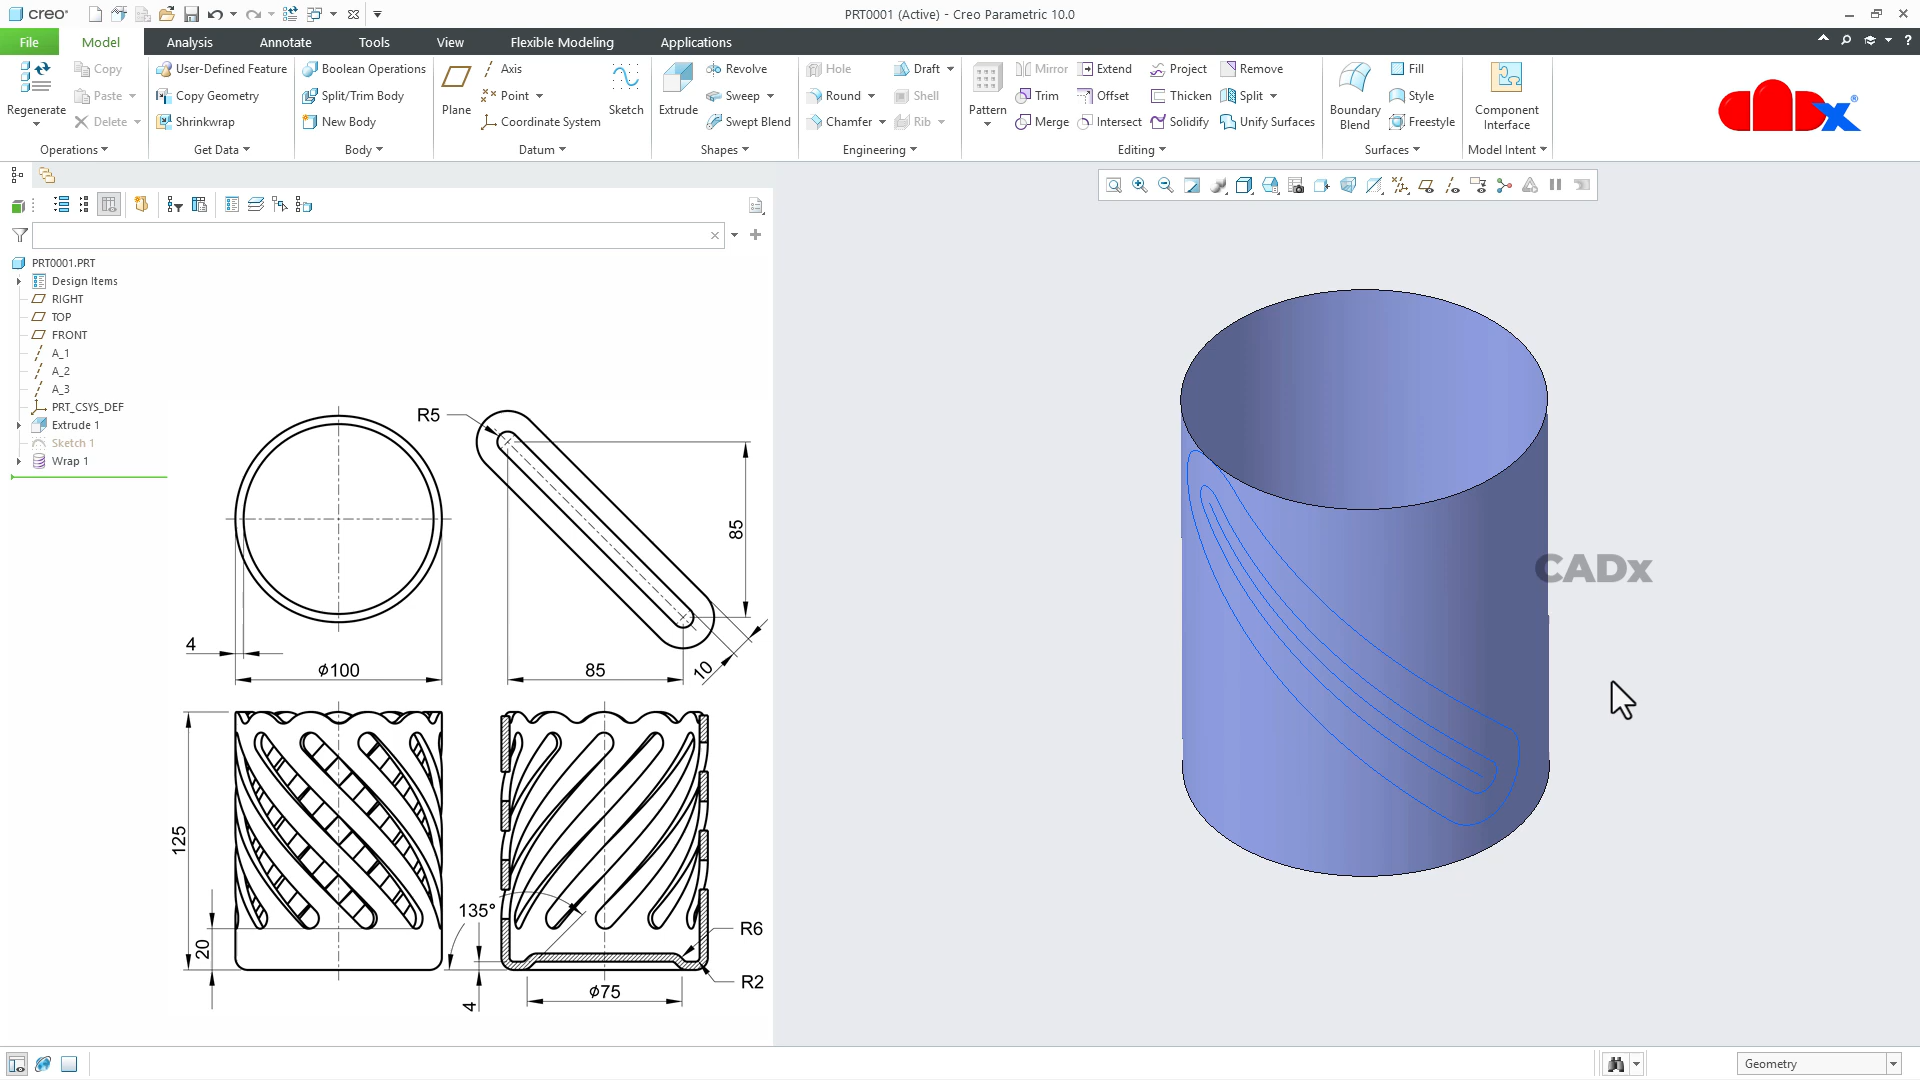 creo
PRT0001 (Active) - Creo Parametric 10.0
File Model Analysis Annotate Tools View Flexible Modeling Applications
Regenerate
Copy
Paste
Delete
Operations
User-Defined Feature
Copy Geometry
Shrinkwrap
Get Data
Boolean Operations
Split/Trim Body
New Body
Body
Plane
Axis
Point
Coordinate System
Sketch
Datum
Extrude
Revolve
Sweep
Swept Blend
Shapes
Hole
Round
Chamfer
Draft
Shell
Rib
Engineering
Pattern
Mirror
Trim
Merge
Extend
Offset
Intersect
Project
Thicken
Solidify
Remove
Split
Unify Surfaces
Editing
Boundary
Blend
Fill
Style
Freestyle
Surfaces
Component
Interface
Model Intent
CADx
PRT0001.PRT
Design Items
RIGHT
TOP
FRONT
A_1
A_2
A_3
PRT_CSYS_DEF
Extrude 1
Sketch 1
Wrap 1
R5
85
4
ϕ100
85
10
125
20
135°
R6
R2
4
ϕ75
CADx
Geometry